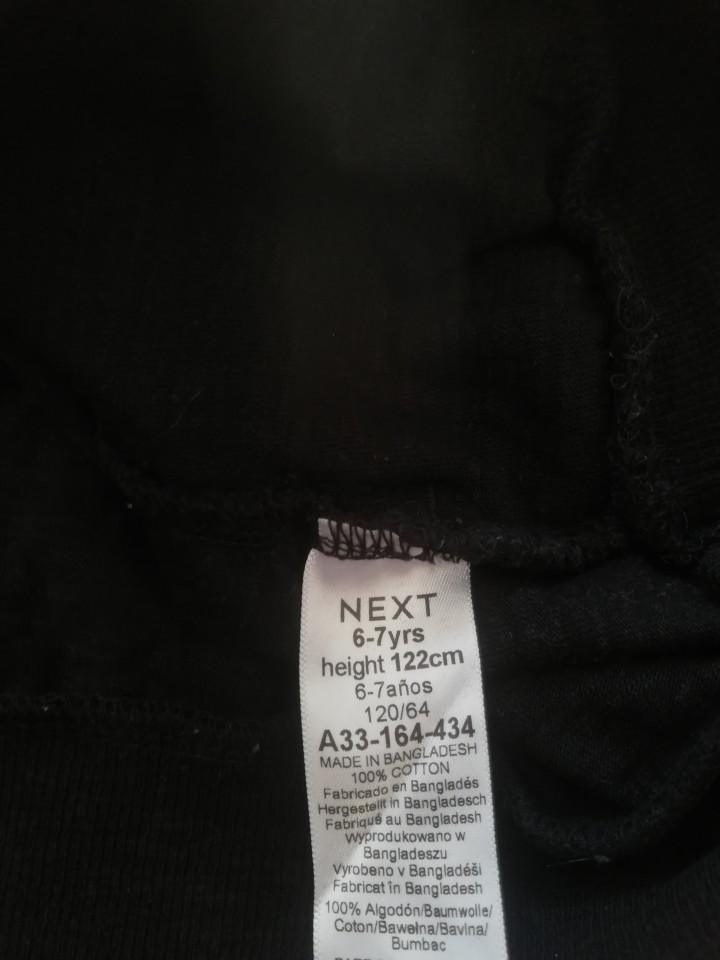 NEXT
6-7yrs
height 122cm
6-7años
120/64
A33-164-434
MADE IN BANGLADESH
100% COTTON
Fabricado en Bangladés
Hergestellt in Bangladesch
Fabriqué au Bangladesh
Wyprodukowano w
Bangladeszu
Vyrobeno v Bangladéši
Fabricat în Bangladesh
100% Algodón/Baumwolle/
Coton/Bawełna/Bavlna/
Bumbac